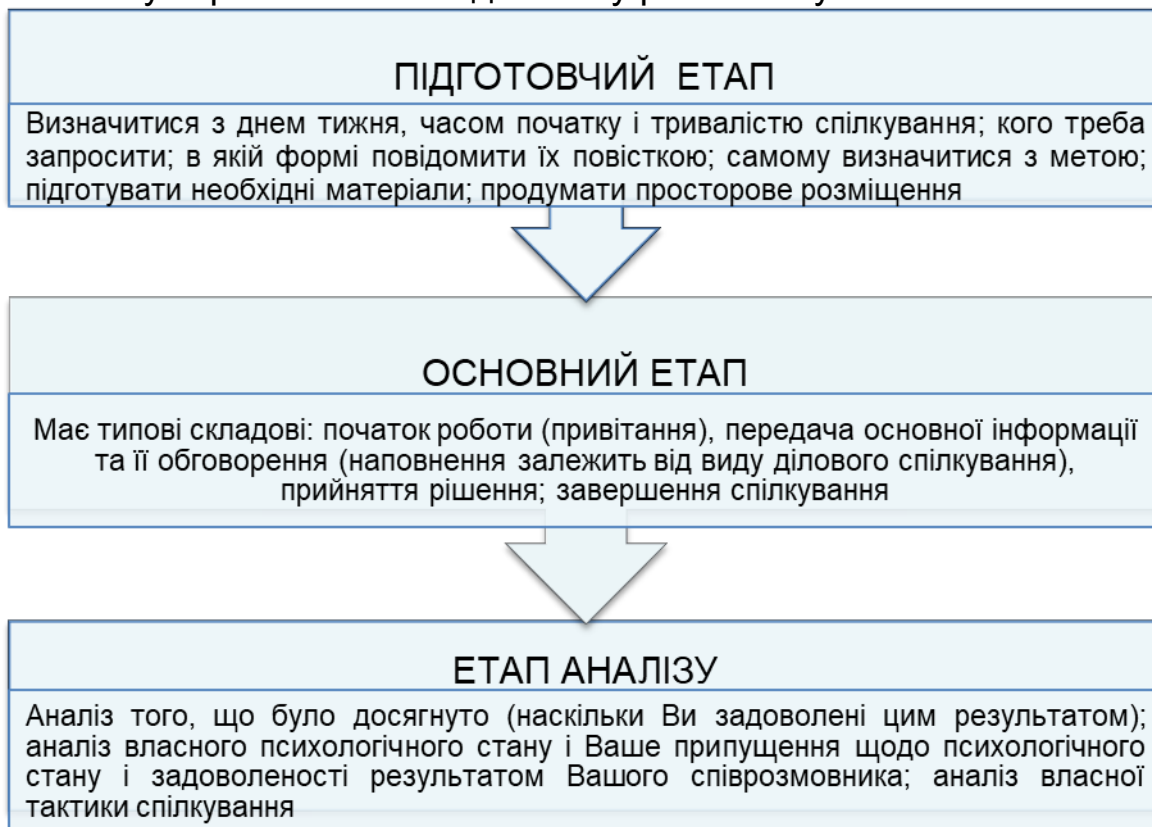 ПІДГОТОВЧИЙ ЕТАП
Визначитися з днем тижня, часом початку і тривалістю спілкування; кого треба
запросити; в якій формі повідомити їх повісткою; самому визначитися з метою;
підготувати необхідні матеріали; продумати просторове розміщення
ОСНОВНИЙ ЕТАП
Має типові складові: початок роботи (привітання), передача основної інформації
та її обговорення (наповнення залежить від виду ділового спілкування),
прийняття рішення; завершення спілкування
ЕТАП АНАЛІЗУ
Аналіз того, що було досягнуто (наскільки Ви задоволені цим результатом);
аналіз власного психологічного стану і Ваше припущення щодо психологічного
стану і задоволеності результатом Вашого співрозмовника; аналіз власної
тактики спілкування